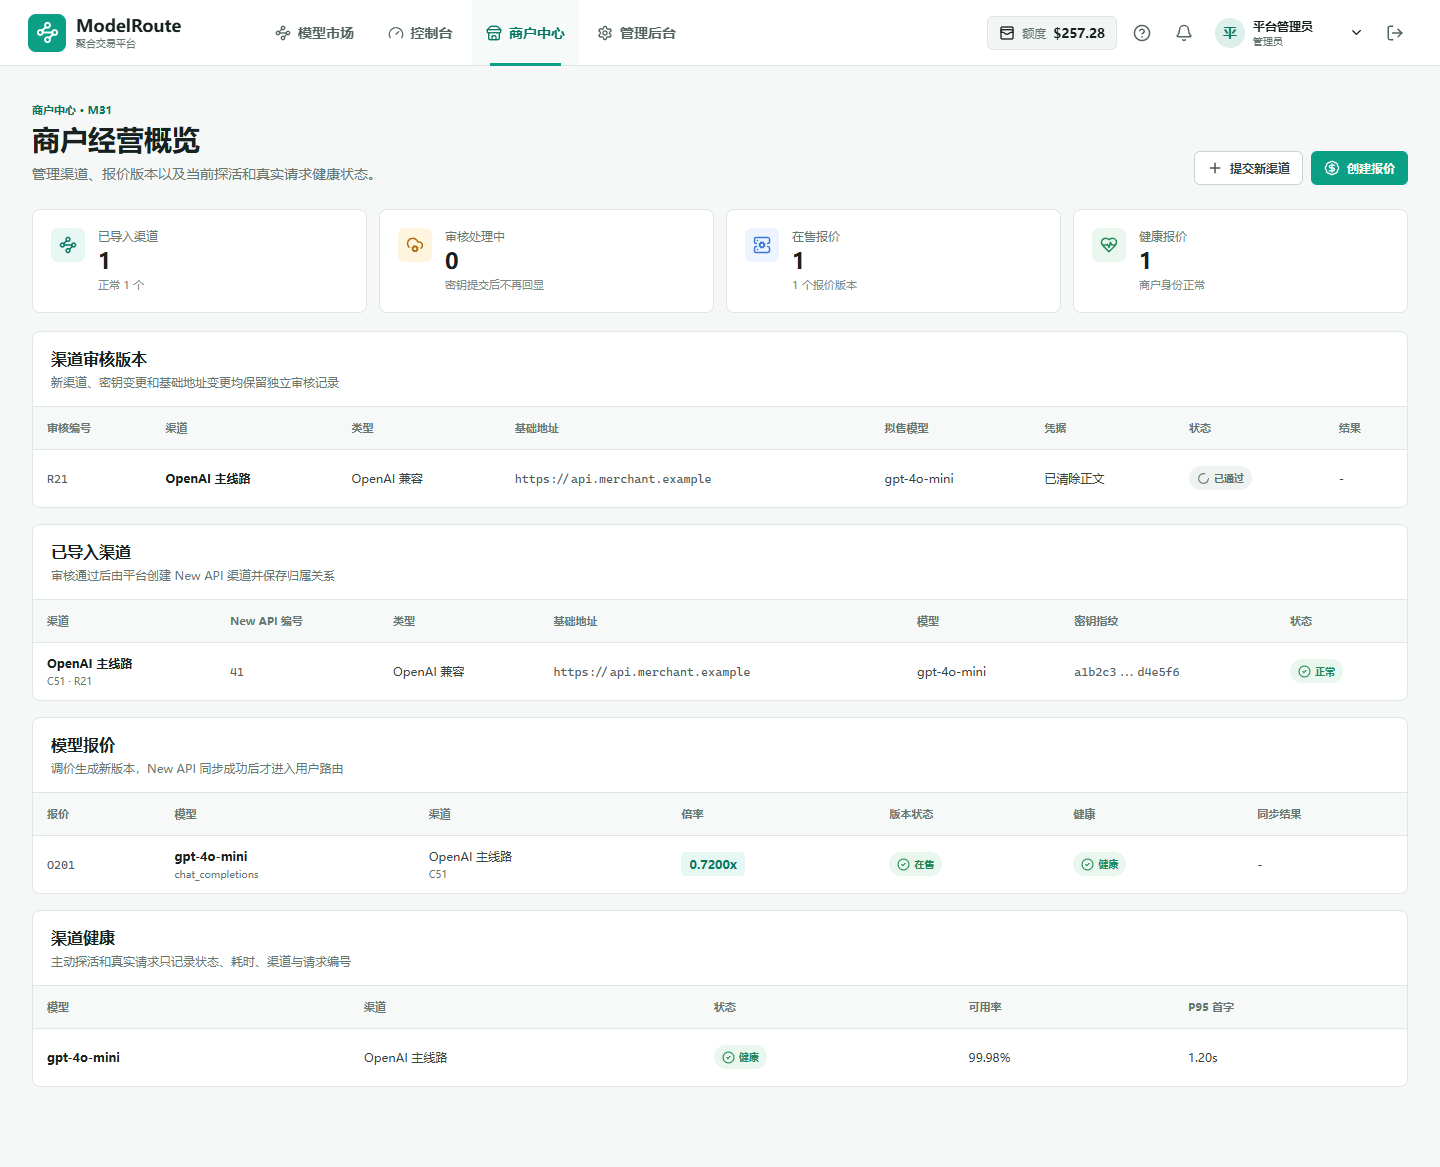 ModelRoute
聚合交易平台
模型市场
控制台
商户中心
管理后台
额度 $257.28
平
平台管理员
管理员
商户中心 • M31
商户经营概览
管理渠道、报价版本以及当前探活和真实请求健康状态。
提交新渠道
创建报价
已导入渠道
1
正常 1 个
审核处理中
0
密钥提交后不再回显
在售报价
1
1 个报价版本
健康报价
1
商户身份正常
渠道审核版本
新渠道、密钥变更和基础地址变更均保留独立审核记录
审核编号 渠道 类型 基础地址 拟售模型 凭据 状态 结果
R21 OpenAI 主线路 OpenAI 兼容 https://api.merchant.example gpt-4o-mini 已清除正文 已通过 -
已导入渠道
审核通过后由平台创建 New API 渠道并保存归属关系
渠道 New API 编号 类型 基础地址 模型 密钥指纹 状态
OpenAI 主线路 41 OpenAI 兼容 https://api.merchant.example gpt-4o-mini a1b2c3...d4e5f6 正常
C51 · R21
模型报价
调价生成新版本，New API 同步成功后才进入用户路由
报价 模型 渠道 倍率 版本状态 健康 同步结果
O201 gpt-4o-mini OpenAI 主线路 0.7200x 在售 健康 -
chat_completions C51
渠道健康
主动探活和真实请求只记录状态、耗时、渠道与请求编号
模型 渠道 状态 可用率 P95 首字
gpt-4o-mini OpenAI 主线路 健康 99.98% 1.20s